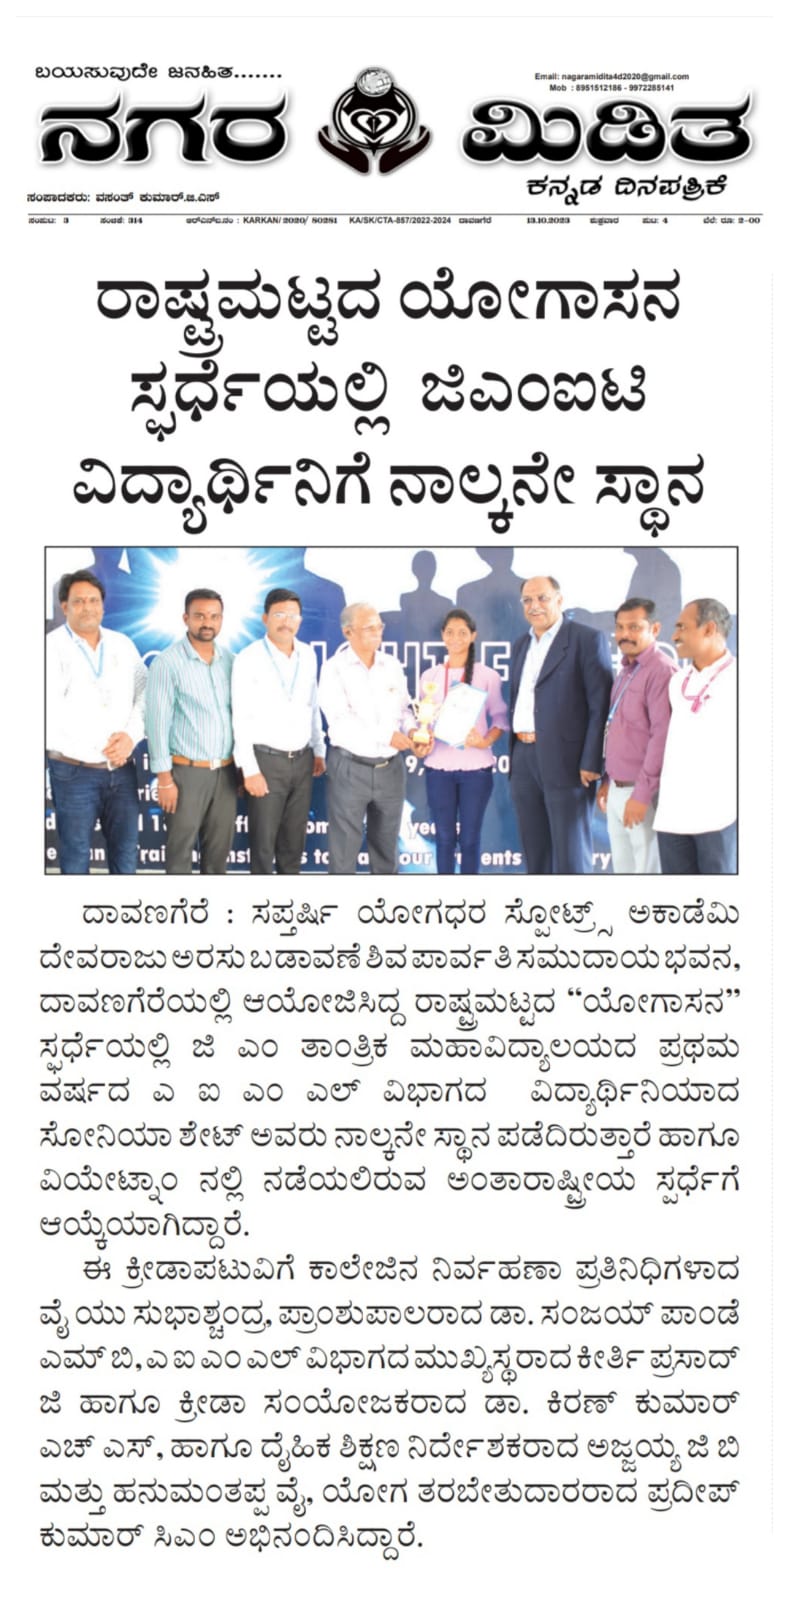 ಬಯಸುವುದೇ ಜನಹಿತ.......
Email: nagaramidita4d2020@gmail.com
Mob : 8951512186 - 9972285141
ನಗರ ಮಿಡಿತ
ಕನ್ನಡ ದಿನಪತ್ರಿಕೆ
ಸಂಪಾದಕರು: ವಸಂತ್ ಕುಮಾರ್.ಜಿ.ಎಸ್
ಸಂಪುಟ: 3 ಸಂಚಿಕೆ: 314 ಆರ್‌ಎನ್‌ಐ.ನಂ : KARKAN/ 2020/ 80281 KA/SK/CTA-857/2022-2024 ದಾವಣಗೆರೆ 13.10.2023 ಶುಕ್ರವಾರ ಪುಟ: 4 ಬೆಲೆ: ರೂ: 2-00
ರಾಷ್ಟ್ರಮಟ್ಟದ ಯೋಗಾಸನ
ಸ್ಪರ್ಧೆಯಲ್ಲಿ ಜಿಎಂಐಟಿ
ವಿದ್ಯಾರ್ಥಿನಿಗೆ ನಾಲ್ಕನೇ ಸ್ಥಾನ
ದಾವಣಗೆರೆ : ಸಪ್ತರ್ಷಿ ಯೋಗಧರ ಸ್ಪೋರ್ಟ್ಸ್ ಅಕಾಡೆಮಿ
ದೇವರಾಜು ಅರಸು ಬಡಾವಣೆ ಶಿವ ಪಾರ್ವತಿ ಸಮುದಾಯ ಭವನ,
ದಾವಣಗೆರೆಯಲ್ಲಿ ಆಯೋಜಿಸಿದ್ದ ರಾಷ್ಟ್ರಮಟ್ಟದ “ಯೋಗಾಸನ”
ಸ್ಪರ್ಧೆಯಲ್ಲಿ ಜಿ ಎಂ ತಾಂತ್ರಿಕ ಮಹಾವಿದ್ಯಾಲಯದ ಪ್ರಥಮ
ವರ್ಷದ ಎ ಐ ಎಂ ಎಲ್ ವಿಭಾಗದ ವಿದ್ಯಾರ್ಥಿನಿಯಾದ
ಸೋನಿಯಾ ಶೇಟ್ ಅವರು ನಾಲ್ಕನೇ ಸ್ಥಾನ ಪಡೆದಿರುತ್ತಾರೆ ಹಾಗೂ
ವಿಯೇಟ್ನಾಂ ನಲ್ಲಿ ನಡೆಯಲಿರುವ ಅಂತಾರಾಷ್ಟ್ರೀಯ ಸ್ಪರ್ಧೆಗೆ
ಆಯ್ಕೆಯಾಗಿದ್ದಾರೆ.
ಈ ಕ್ರೀಡಾಪಟುವಿಗೆ ಕಾಲೇಜಿನ ನಿರ್ವಹಣಾ ಪ್ರತಿನಿಧಿಗಳಾದ
ವೈ ಯು ಸುಭಾಶ್ಚಂದ್ರ, ಪ್ರಾಂಶುಪಾಲರಾದ ಡಾ. ಸಂಜಯ್ ಪಾಂಡೆ
ಎಮ್ ಬಿ, ಎ ಐ ಎಂ ಎಲ್ ವಿಭಾಗದ ಮುಖ್ಯಸ್ಥರಾದ ಕೀರ್ತಿ ಪ್ರಸಾದ್
ಜಿ ಹಾಗೂ ಕ್ರೀಡಾ ಸಂಯೋಜಕರಾದ ಡಾ. ಕಿರಣ್ ಕುಮಾರ್
ಎಚ್ ಎಸ್, ಹಾಗೂ ದೈಹಿಕ ಶಿಕ್ಷಣ ನಿರ್ದೇಶಕರಾದ ಅಜ್ಜಯ್ಯ ಜಿ ಬಿ
ಮತ್ತು ಹನುಮಂತಪ್ಪ ವೈ, ಯೋಗ ತರಬೇತುದಾರರಾದ ಪ್ರದೀಪ್
ಕುಮಾರ್ ಸಿಎಂ ಅಭಿನಂದಿಸಿದ್ದಾರೆ.